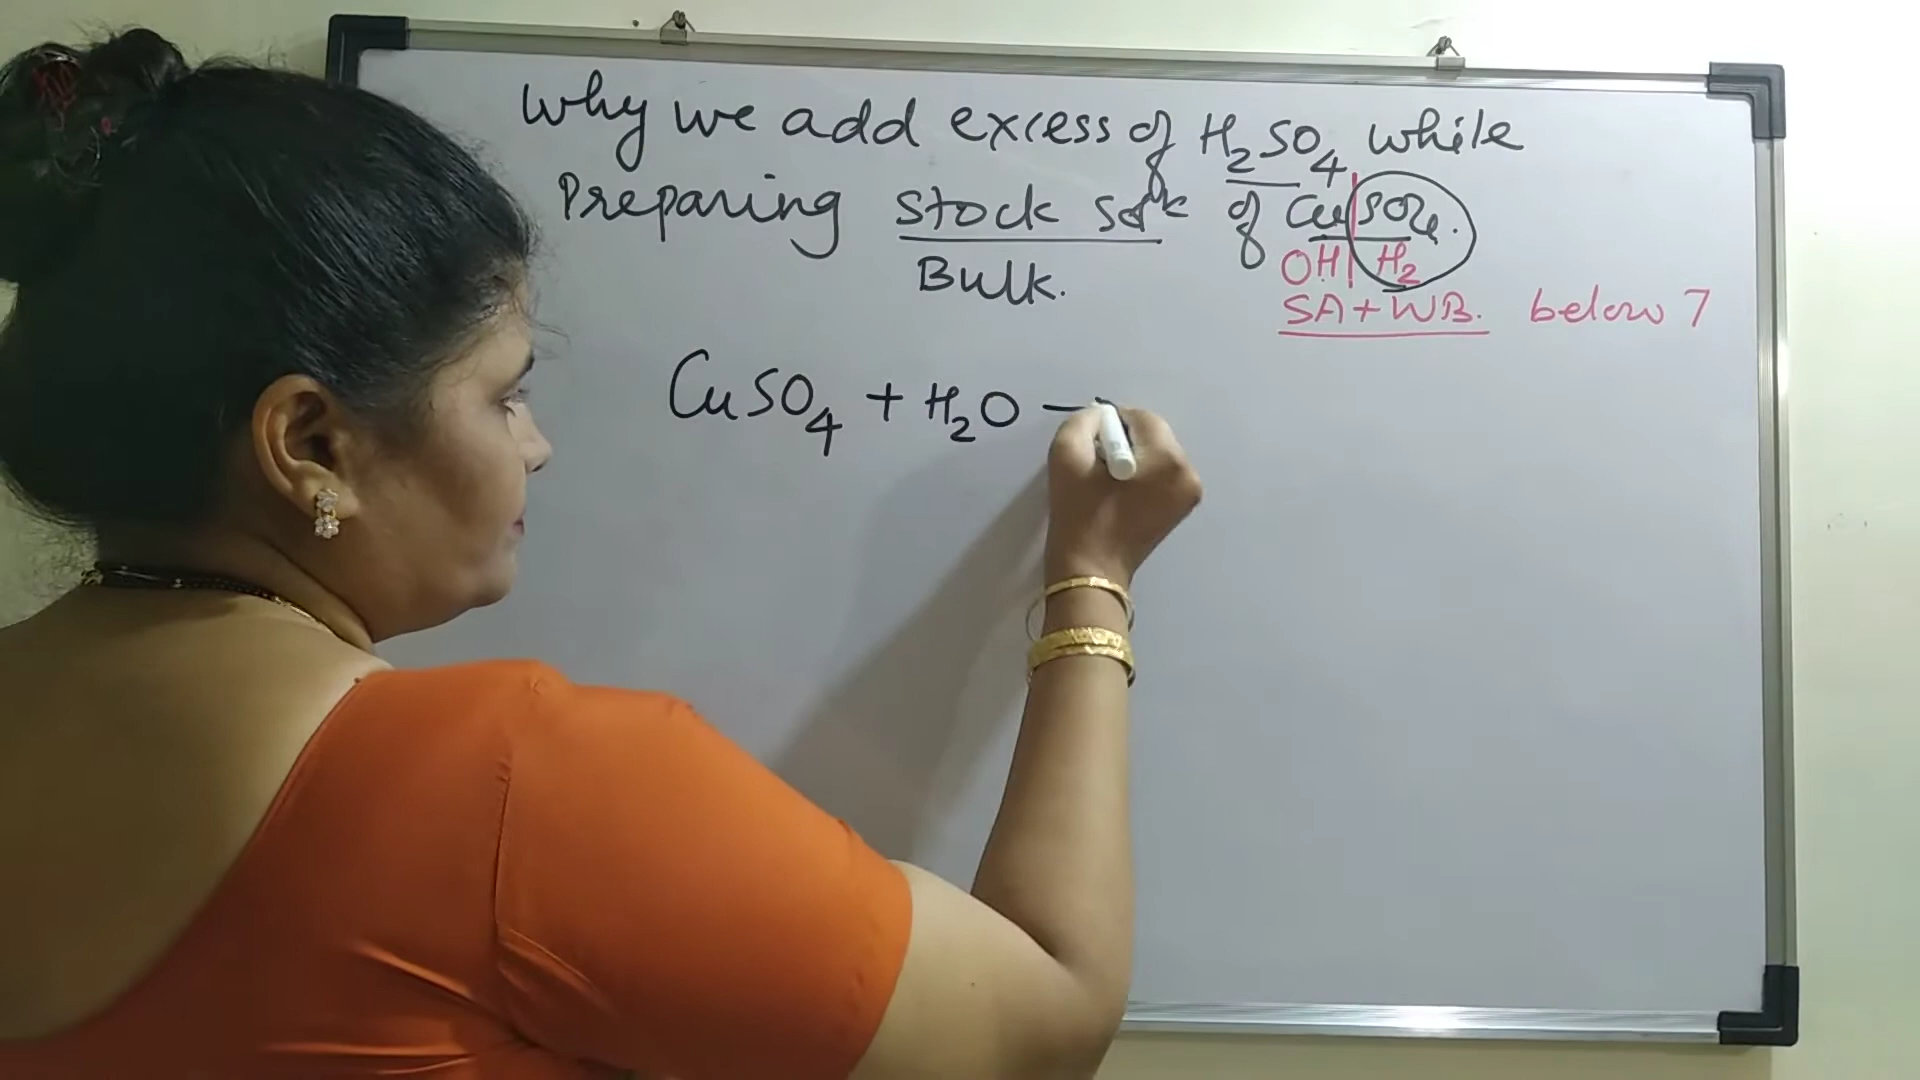 Why we add excess of H2SO4 while
Preparing stock soln of CuSO4.
Bulk.
OH | H2
SA + WB. below 7
CuSO4 + H2O →